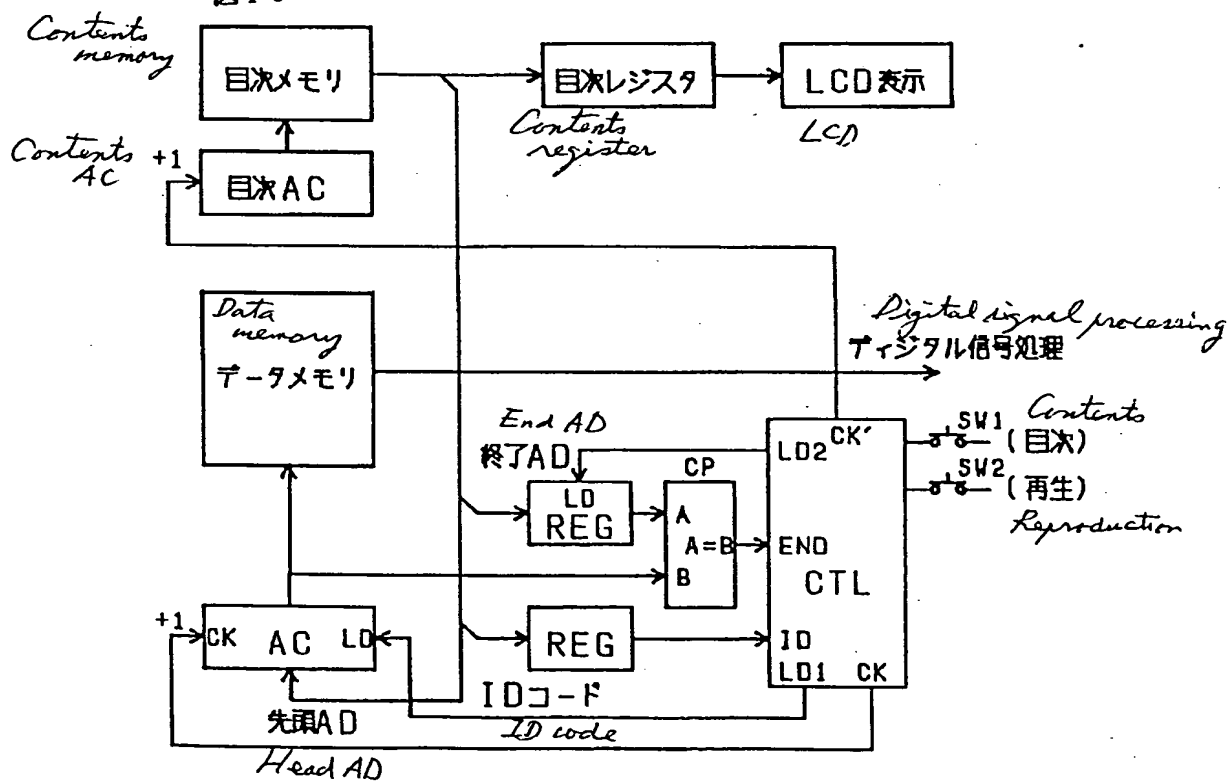 Contents
memory
目次メモリ
目次レジスタ
LCD表示
Contents
register
LCD
Contents
AC
+1
目次AC
Data
memory
データメモリ
Digital signal processing
ディジタル信号処理
End AD
終了AD
CP
LD2
CK'
SW1
Contents
(目次)
SW2
(再生)
Reproduction
LD
REG
A
A=B
B
END
CTL
+1
CK
AC
LD
REG
ID
LD1
CK
IDコード
ID code
先頭AD
Head AD